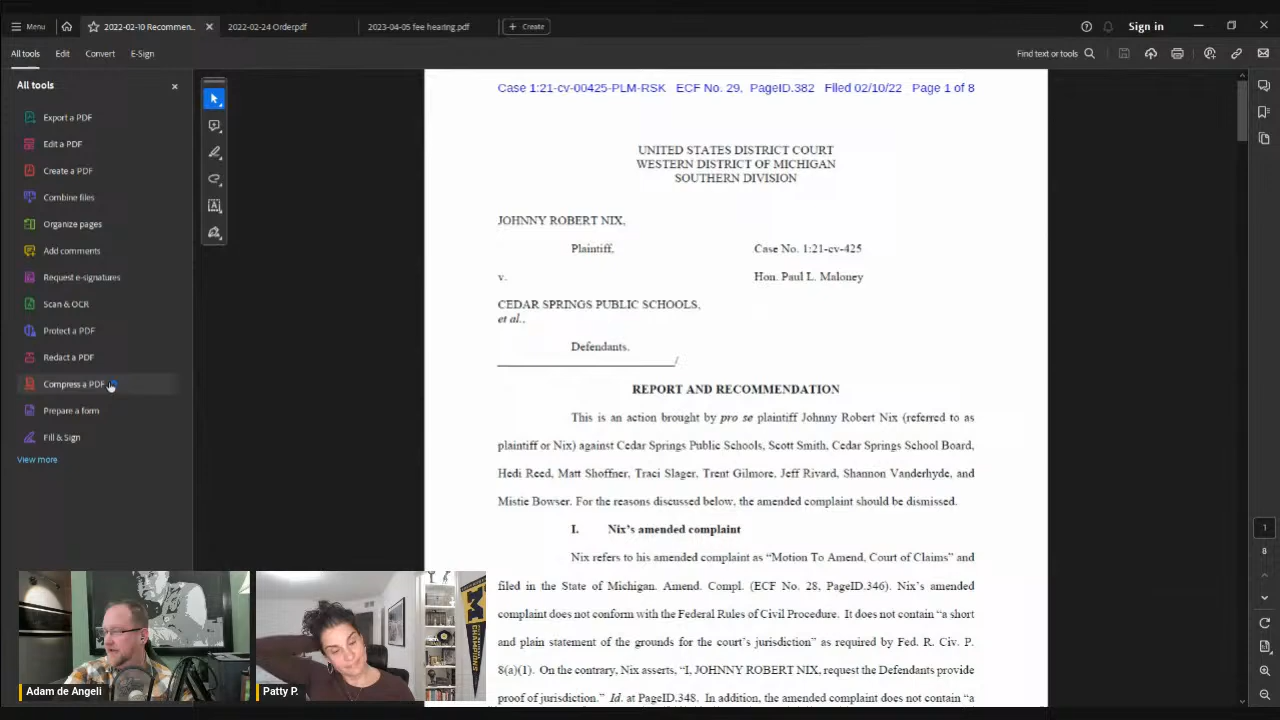 Menu
2022-02-10 Recommen...
2022-02-24 Order.pdf
2023-04-05 fee hearing.pdf
+ Create
Sign in
All tools
Edit
Convert
E-Sign
Find text or tools
All tools
Export a PDF
Edit a PDF
Create a PDF
Combine files
Organize pages
Add comments
Request e-signatures
Scan & OCR
Protect a PDF
Redact a PDF
Compress a PDF
Prepare a form
Fill & Sign
View more
Case 1:21-cv-00425-PLM-RSK ECF No. 29, PageID.382 Filed 02/10/22 Page 1 of 8
UNITED STATES DISTRICT COURT
WESTERN DISTRICT OF MICHIGAN
SOUTHERN DIVISION
JOHNNY ROBERT NIX,
Plaintiff,
Case No. 1:21-cv-425
v.
Hon. Paul L. Maloney
CEDAR SPRINGS PUBLIC SCHOOLS,
et al.,
Defendants.
/
REPORT AND RECOMMENDATION
This is an action brought by pro se plaintiff Johnny Robert Nix (referred to as
plaintiff or Nix) against Cedar Springs Public Schools, Scott Smith, Cedar Springs School Board,
Hedi Reed, Matt Shoffner, Traci Slager, Trent Gilmore, Jeff Rivard, Shannon Vanderhyde, and
Mistie Bowser. For the reasons discussed below, the amended complaint should be dismissed.
I. Nix's amended complaint
Nix refers to his amended complaint as “Motion To Amend, Court of Claims” and
filed in the State of Michigan. Amend. Compl. (ECF No. 28, PageID.346). Nix's amended
complaint does not conform with the Federal Rules of Civil Procedure. It does not contain “a short
and plain statement of the grounds for the court's jurisdiction” as required by Fed. R. Civ. P.
8(a)(1). On the contrary, Nix asserts, “I, JOHNNY ROBERT NIX, request the Defendants provide
proof of jurisdiction.” Id. at PageID.348. In addition, the amended complaint does not contain “a
1
8
Adam de Angeli
Patty P.
M
CHAMPIONS